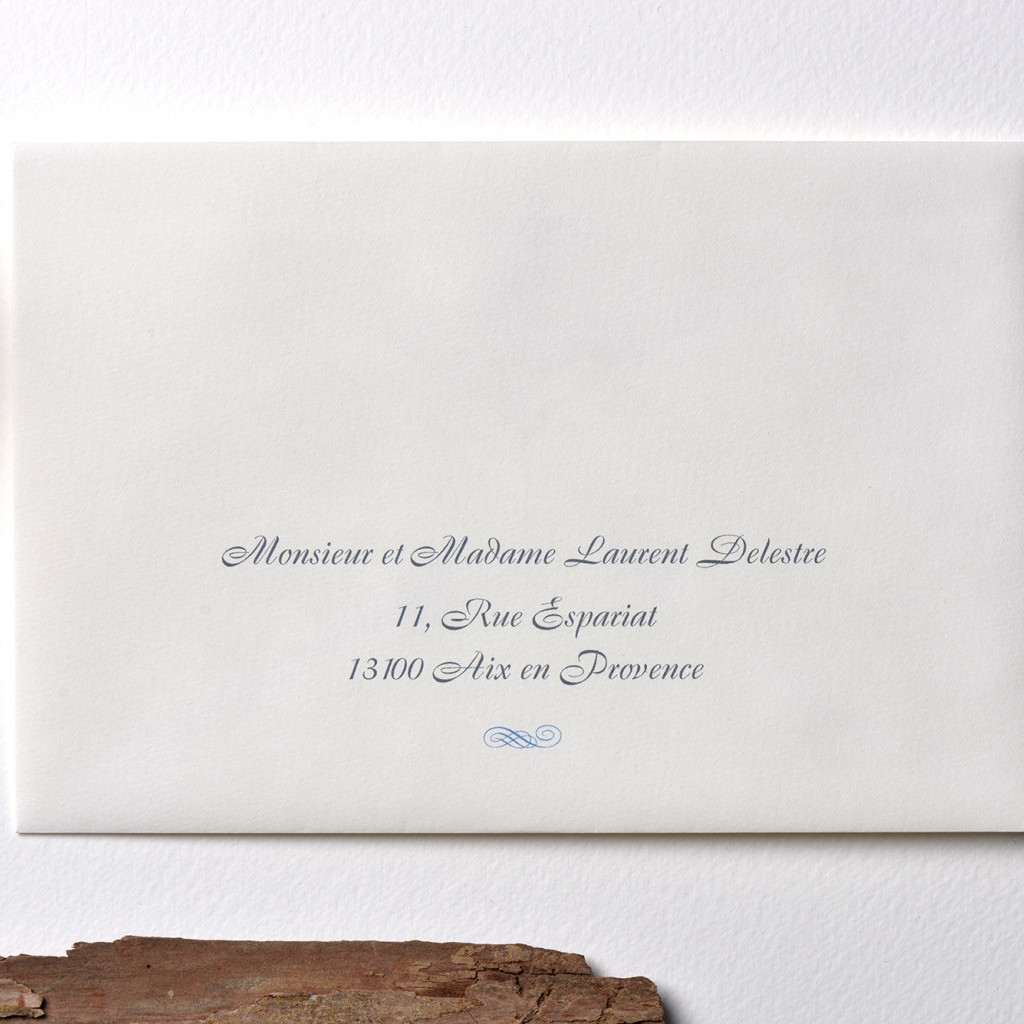 Monsieur et Madame Laurent Delestre
11, Rue Espariat
13100 Aix en Provence